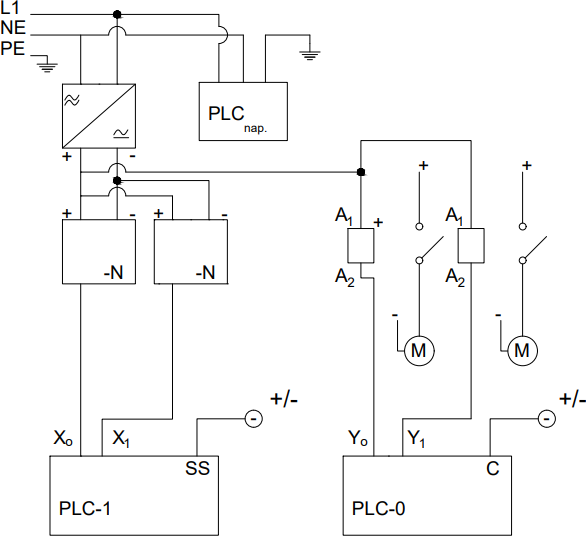 L1
NE
PE
PLC nap.
+ -
+ - + -
-N -N
A1 + A1 +
+
A2 A2
- M - M
+/- +/-
Xo X1 Yo Y1
SS C
PLC-1 PLC-0